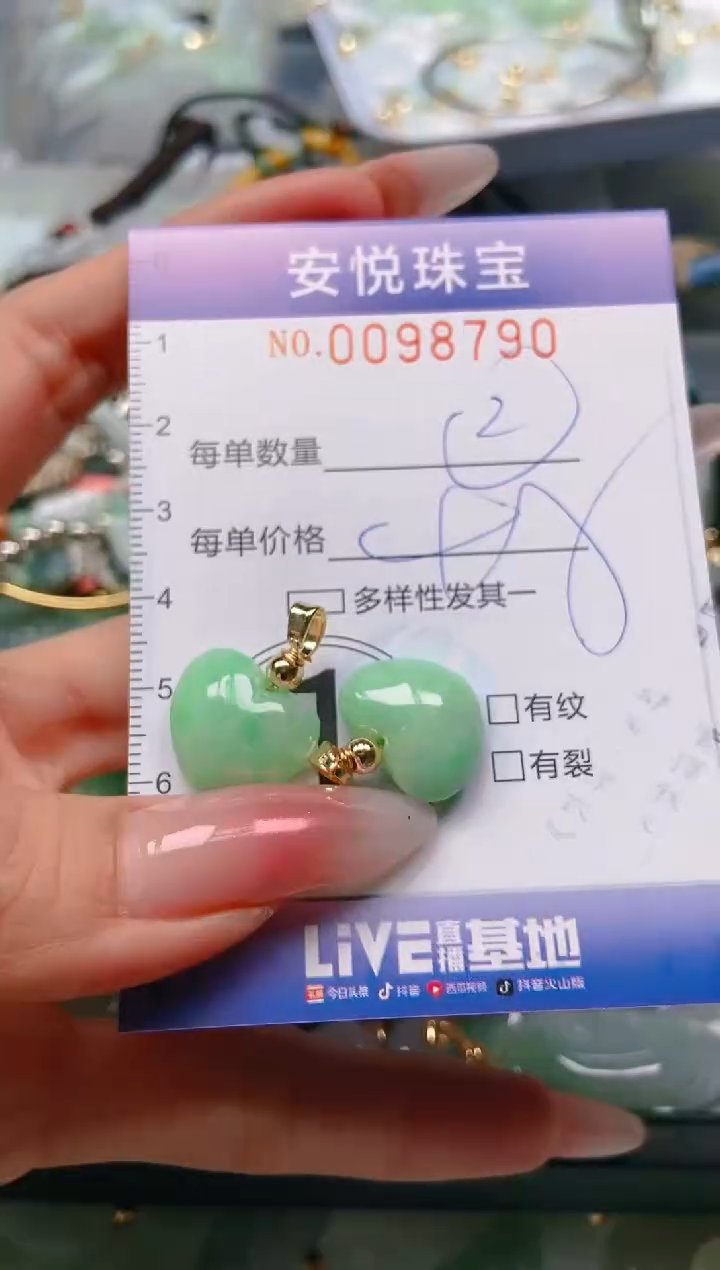 安悦珠宝
NO.0098790
1
2
3
4
5
6
每单数量 2
每单价格
多样性发其一
1
有纹
有裂
LiVE直播基地
今日头条 抖音 西瓜视频 抖音火山版